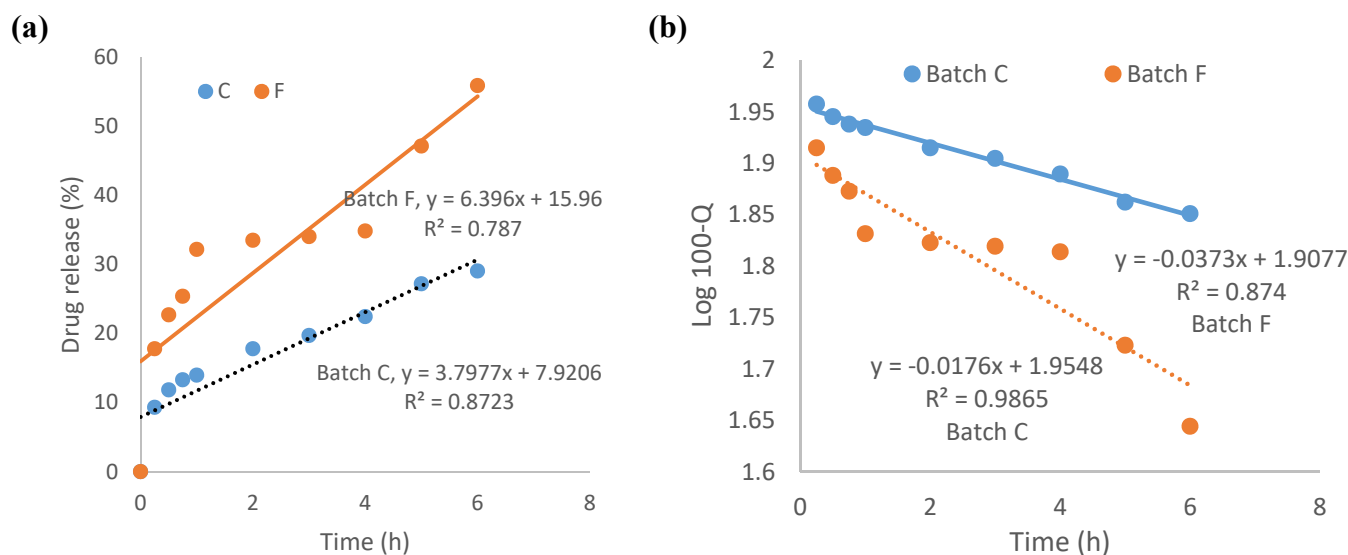 (a)
60
50
40
30
20
10
0
Drug release (%)
C F
Batch F, y = 6.396x + 15.96
R² = 0.787
Batch C, y = 3.7977x + 7.9206
R² = 0.8723
0 2 4 6 8
Time (h)
(b)
2
1.95
1.9
1.85
1.8
1.75
1.7
1.65
1.6
Log 100-Q
Batch C Batch F
y = -0.0373x + 1.9077
R² = 0.874
Batch F
y = -0.0176x + 1.9548
R² = 0.9865
Batch C
0 2 4 6 8
Time (h)